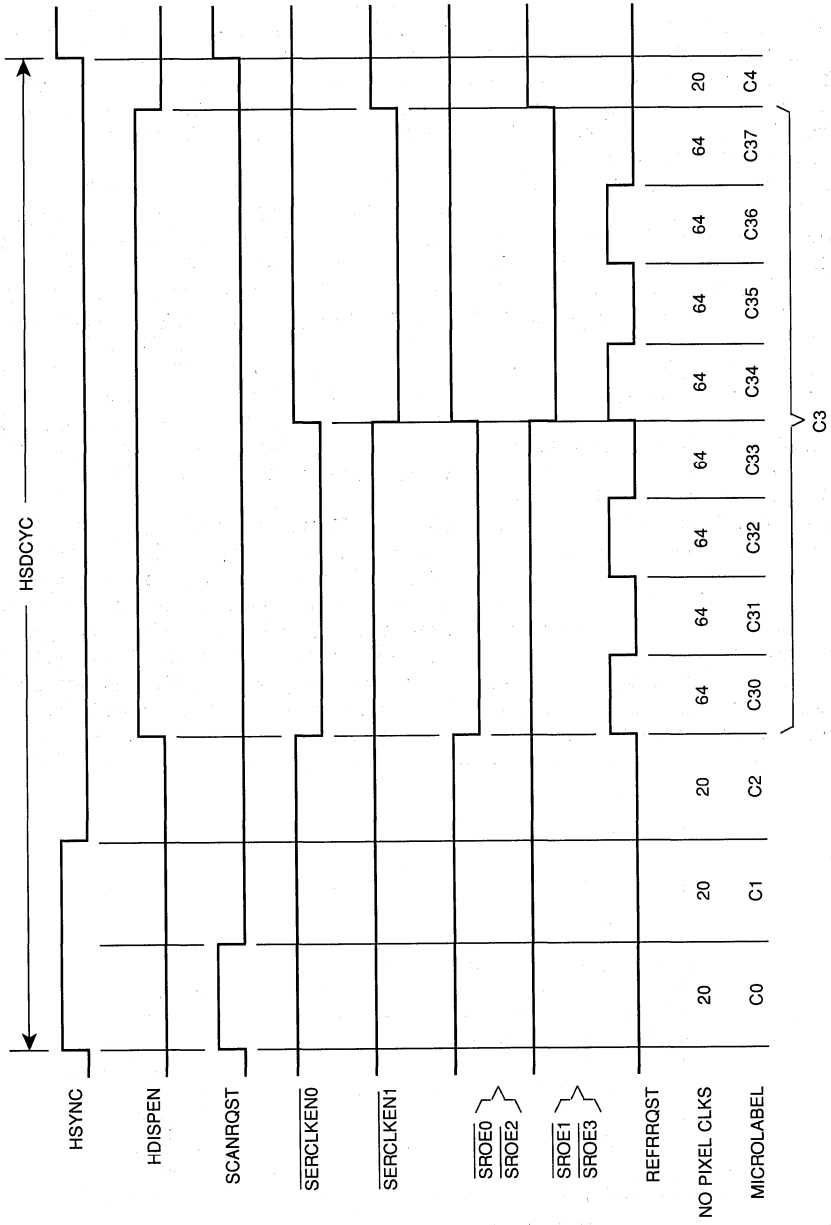 HSDCYC
HSYNC
HDISPEN
SCANRQST
SERCLKEN0
SERCLKEN1
SROE0
SROE2
SROE1
SROE3
REFRRQST
NO PIXEL CLKS 20 20 20 64 64 64 64 64 64 64 64 20
MICROLABEL C0 C1 C2 C30 C31 C32 C33 C34 C35 C36 C37 C4
C3